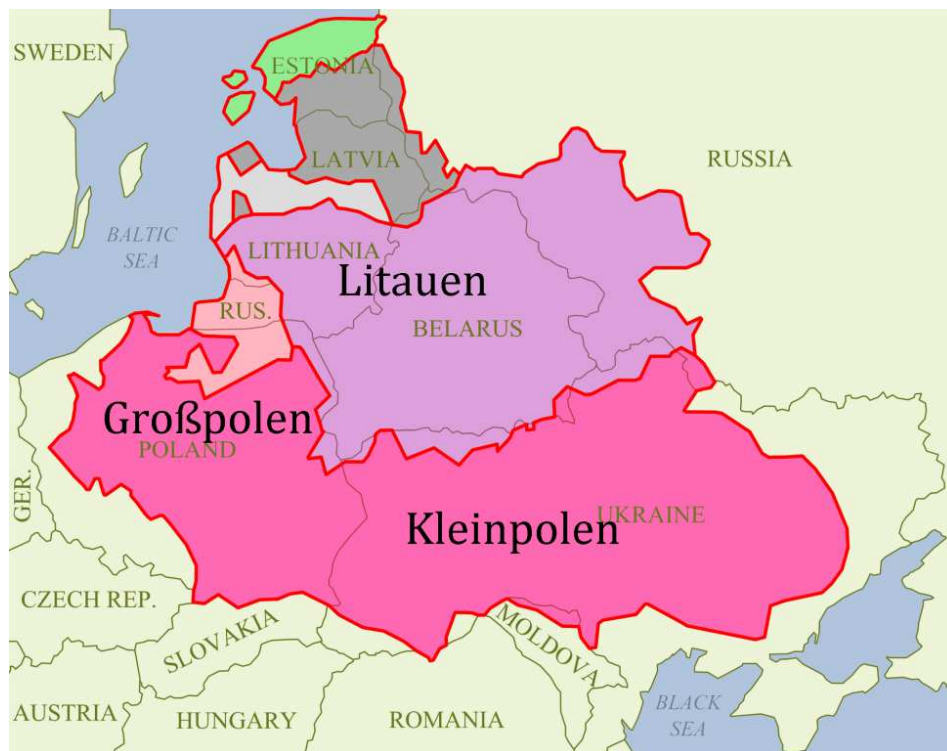 SWEDEN
ESTONIA
LATVIA
RUSSIA
BALTIC
SEA
LITHUANIA
Litauen
RUS.
BELARUS
Großpolen
POLAND
GER.
Kleinpolen
UKRAINE
CZECH REP.
SLOVAKIA
MOLDOVA
AUSTRIA
HUNGARY
ROMANIA
BLACK
SEA